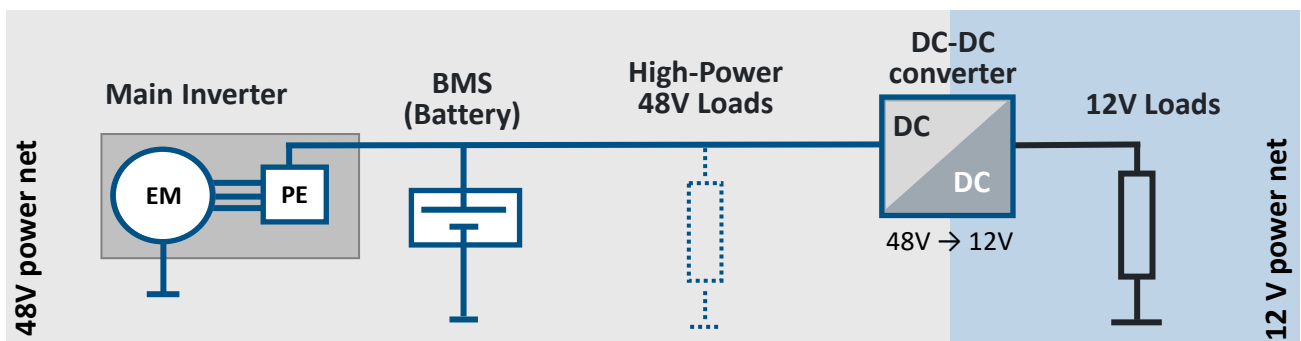 48V power net
Main Inverter
EM
PE
BMS
(Battery)
High-Power
48V Loads
DC-DC
converter
DC
DC
48V → 12V
12V Loads
12 V power net